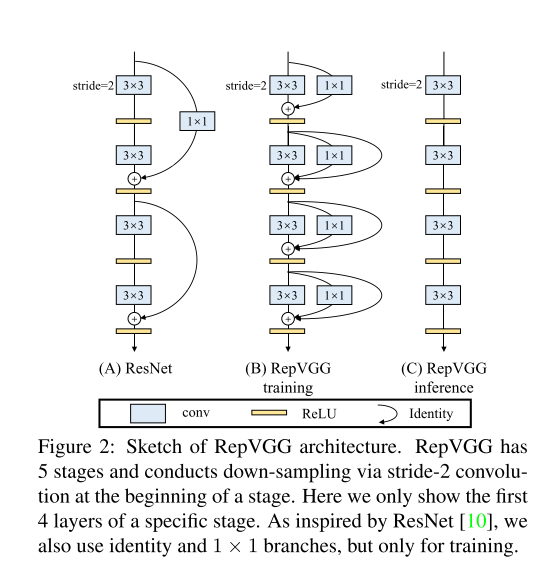 stride=2 3×3
1×1
3×3
3×3
3×3
(A) ResNet
stride=2 3×3 1×1
3×3 1×1
3×3 1×1
3×3 1×1
(B) RepVGG
training
stride=2 3×3
3×3
3×3
3×3
(C) RepVGG
inference
conv ReLU Identity
Figure 2: Sketch of RepVGG architecture. RepVGG has
5 stages and conducts down-sampling via stride-2 convolu-
tion at the beginning of a stage. Here we only show the first
4 layers of a specific stage. As inspired by ResNet [10], we
also use identity and 1 × 1 branches, but only for training.